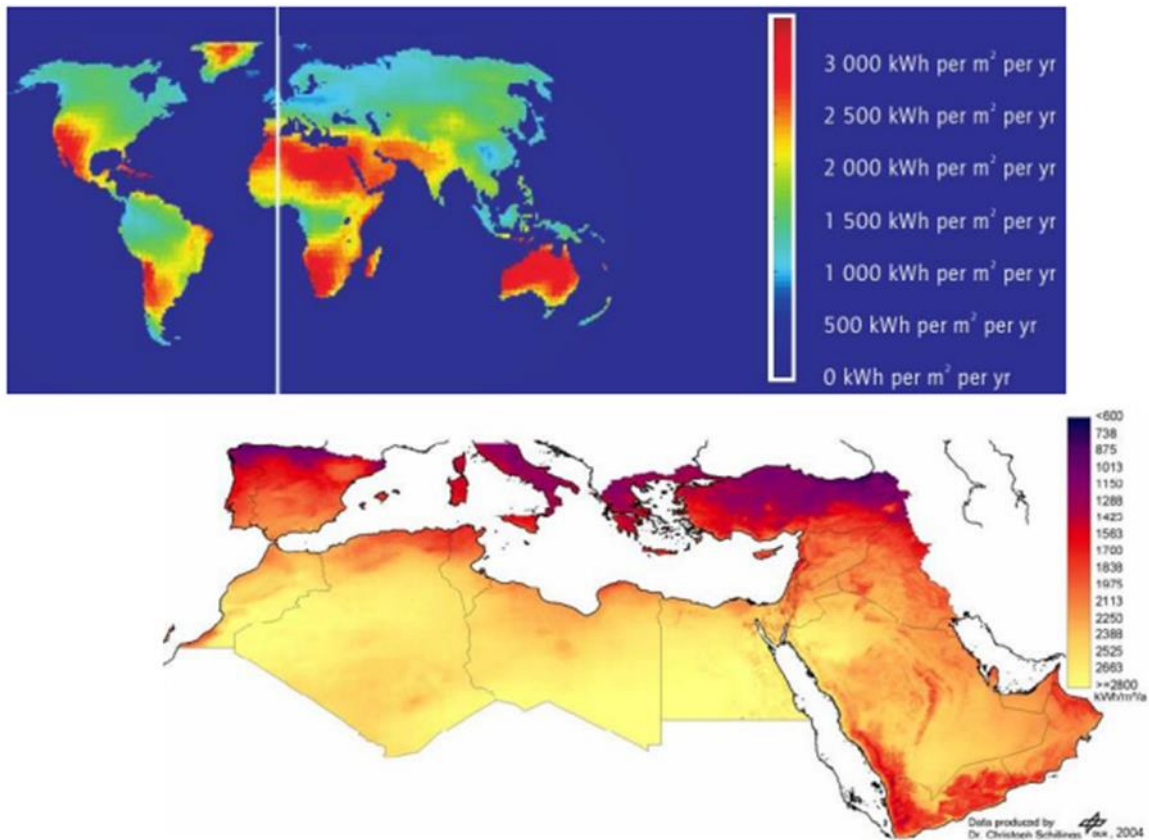 3 000 kWh per m² per yr
2 500 kWh per m² per yr
2 000 kWh per m² per yr
1 500 kWh per m² per yr
1 000 kWh per m² per yr
500 kWh per m² per yr
0 kWh per m² per yr
<600
738
875
1013
1150
1288
1425
1563
1700
1838
1975
2113
2250
2388
2525
2663
>=2800
kWh/m²/a
Data produced by
Dr. Christoph Schillings DLR, 2004